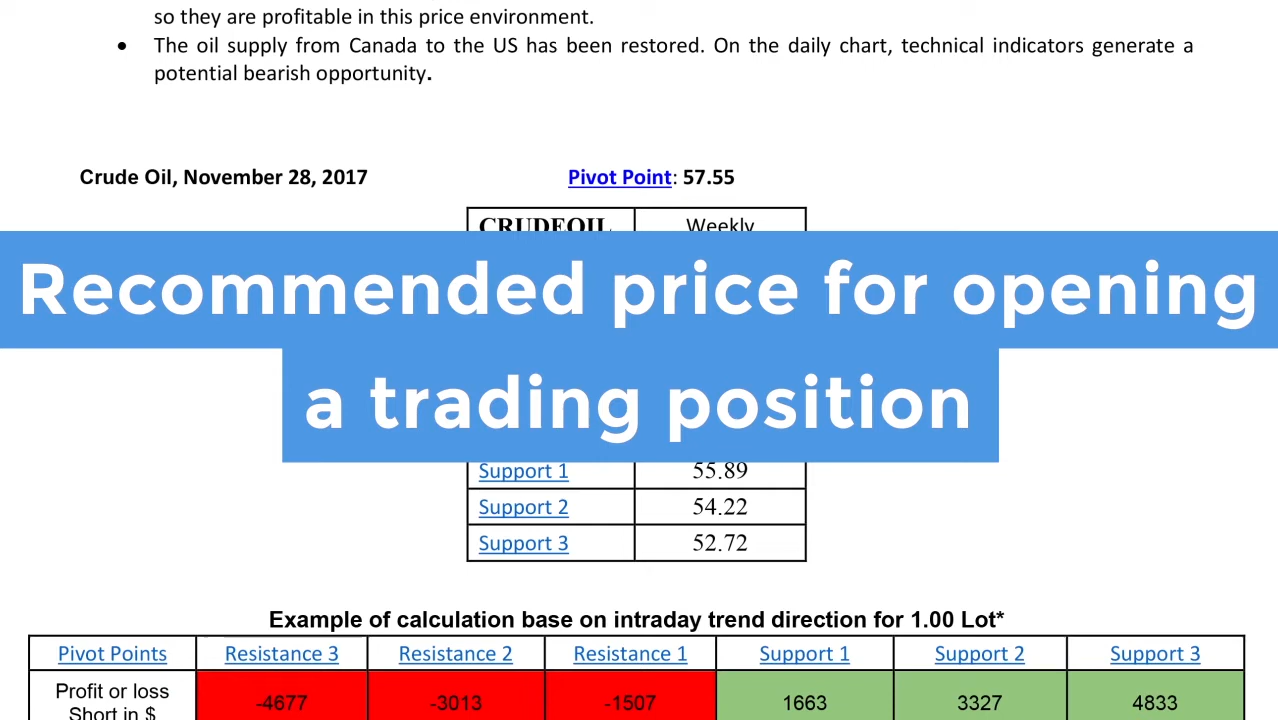 so they are profitable in this price environment.
• The oil supply from Canada to the US has been restored. On the daily chart, technical indicators generate a
potential bearish opportunity.
Crude Oil, November 28, 2017 Pivot Point: 57.55
CRUDEOIL Weekly
Recommended price for opening
a trading position
Support 1 55.89
Support 2 54.22
Support 3 52.72
Example of calculation base on intraday trend direction for 1.00 Lot*
Pivot Points Resistance 3 Resistance 2 Resistance 1 Support 1 Support 2 Support 3
Profit or loss
Short in $ -4677 -3013 -1507 1663 3327 4833